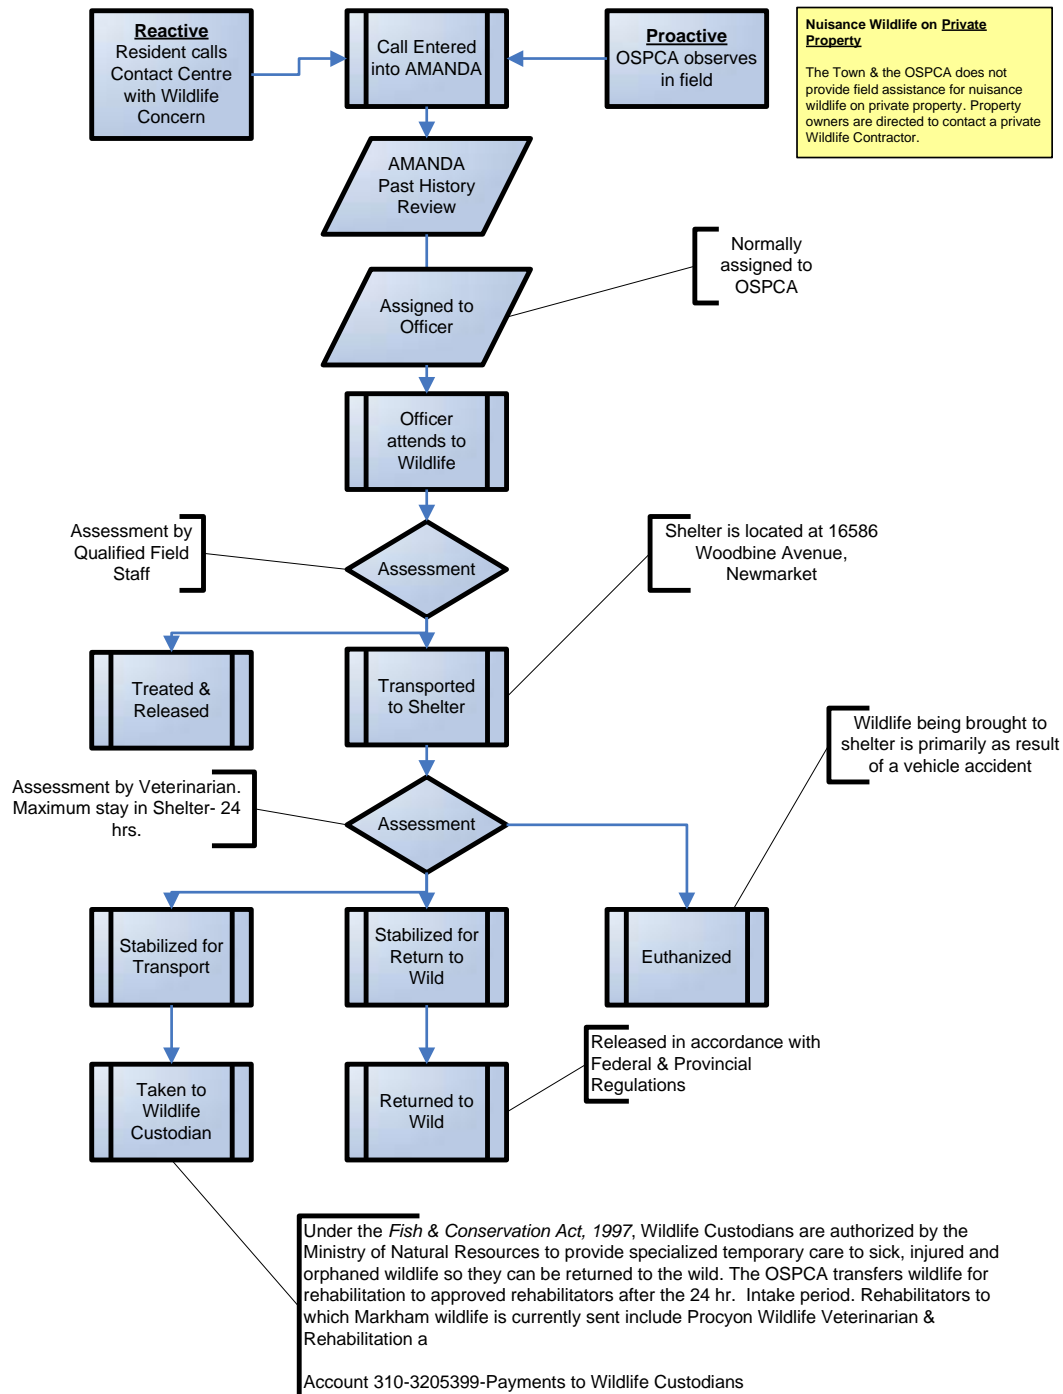 Reactive
Resident calls
Contact Centre
with Wildlife
Concern
Call Entered
into AMANDA
Proactive
OSPCA observes
in field
Nuisance Wildlife on Private
Property
The Town & the OSPCA does not
provide field assistance for nuisance
wildlife on private property. Property
owners are directed to contact a private
Wildlife Contractor.
AMANDA
Past History
Review
Normally
assigned to
OSPCA
Assigned to
Officer
Officer
attends to
Wildlife
Assessment by
Qualified Field
Staff
Assessment
Shelter is located at 16586
Woodbine Avenue,
Newmarket
Treated &
Released
Transported
to Shelter
Wildlife being brought to
shelter is primarily as result
of a vehicle accident
Assessment by Veterinarian.
Maximum stay in Shelter- 24
hrs.
Assessment
Stabilized for
Transport
Stabilized for
Return to
Wild
Euthanized
Released in accordance with
Federal & Provincial
Regulations
Taken to
Wildlife
Custodian
Returned to
Wild
Under the Fish & Conservation Act, 1997, Wildlife Custodians are authorized by the
Ministry of Natural Resources to provide specialized temporary care to sick, injured and
orphaned wildlife so they can be returned to the wild. The OSPCA transfers wildlife for
rehabilitation to approved rehabilitators after the 24 hr.  Intake period. Rehabilitators to
which Markham wildlife is currently sent include Procyon Wildlife Veterinarian &
Rehabilitation a
Account 310-3205399-Payments to Wildlife Custodians